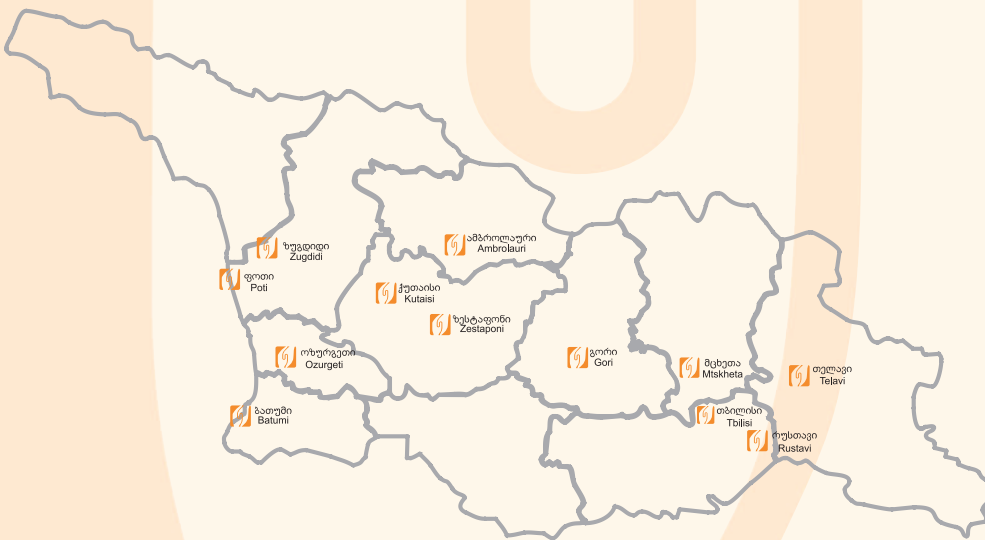 ამბროლაური
Ambrolauri
ზუგდიდი
Zugdidi
ფოთი
Poti
ქუთაისი
Kutaisi
ზესტაფონი
Zestaponi
ოზურგეთი
Ozurgeti
გორი
Gori
მცხეთა
Mtskheta
თელავი
Telavi
ბათუმი
Batumi
თბილისი
Tbilisi
რუსთავი
Rustavi